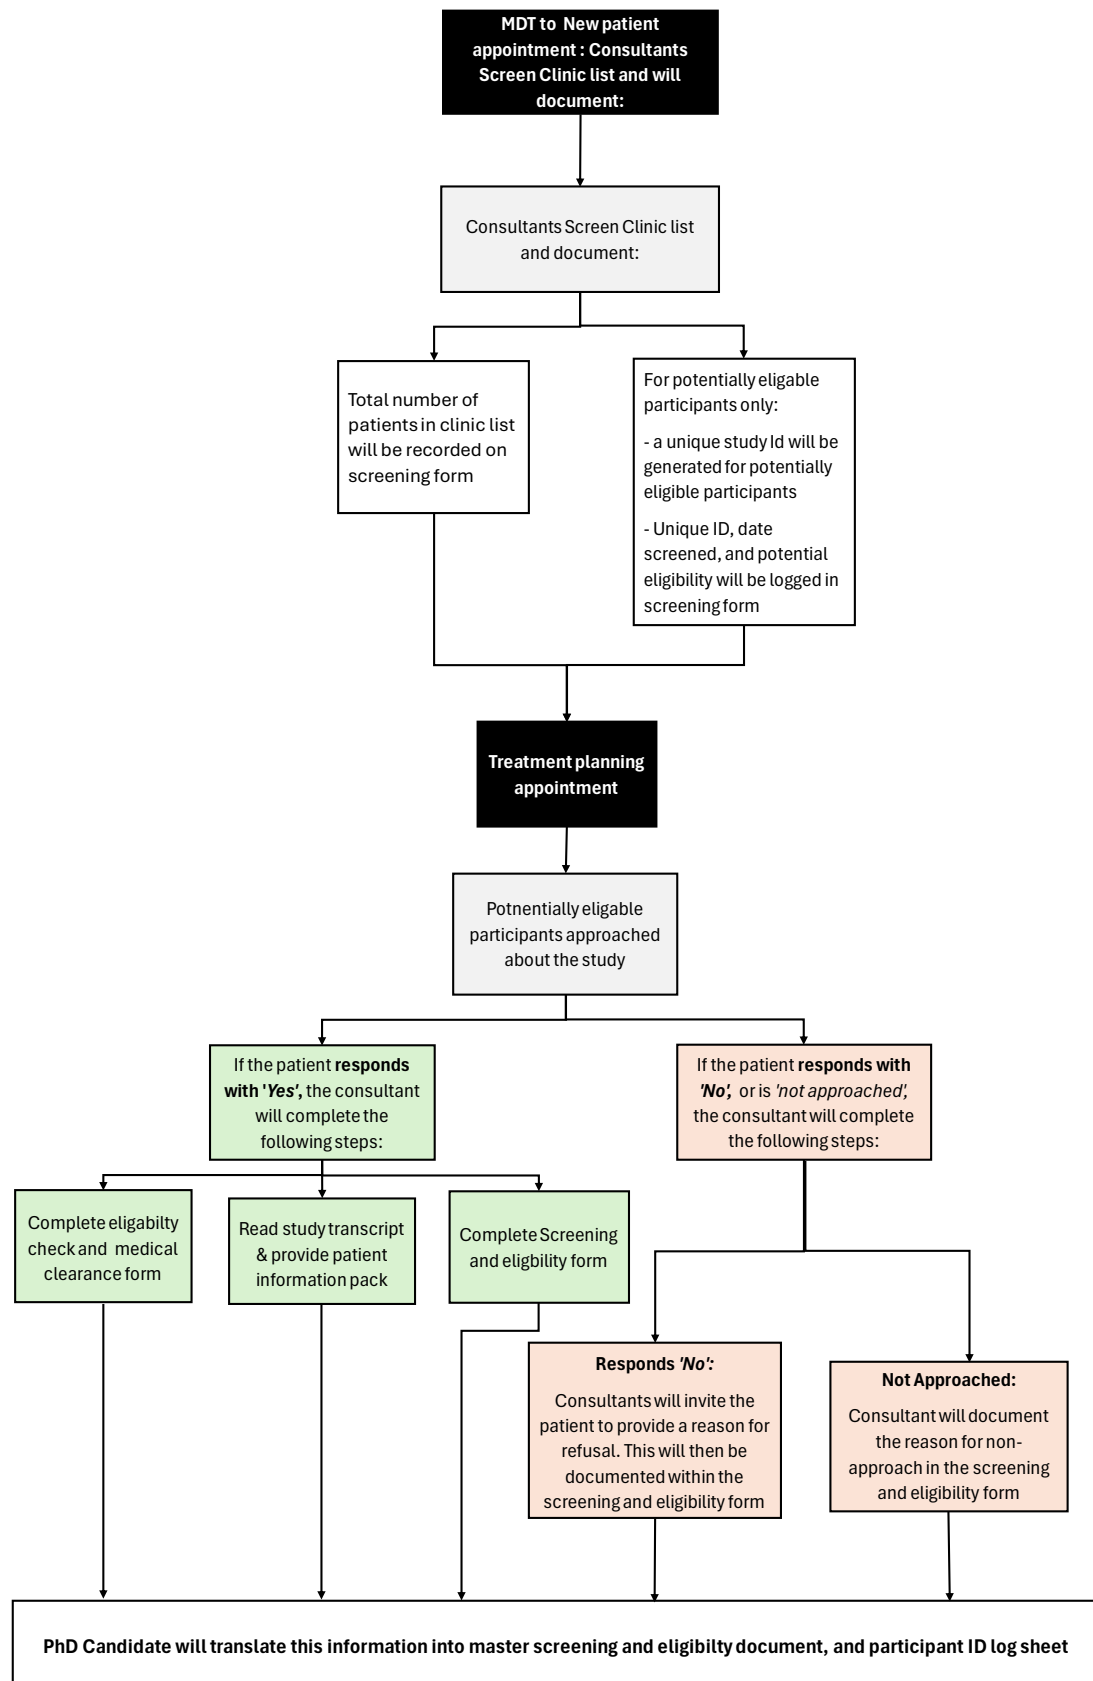 MDT to New patient
appointment : Consultants
Screen Clinic list and will
document:
Consultants Screen Clinic list
and document:
Total number of
patients in clinic list
will be recorded on
screening form
For potentially eligible
participants only:
- a unique study Id will be
generated for potentially
eligible participants
- Unique ID, date
screened, and potential
eligibility will be logged in
screening form
Treatment planning
appointment
Potnentially eligable
participants approached
about the study
If the patient responds
with 'Yes', the consultant
will complete the
following steps:
If the patient responds with
'No', or is 'not approached',
the consultant will complete
the following steps:
Complete eligabilty
check and medical
clearance form
Read study transcript
& provide patient
information pack
Complete Screening
and eligbility form
Responds 'No':
Consultants will invite the
patient to provide a reason for
refusal. This will then be
documented within the
screening and eligibility form
Not Approached:
Consultant will document
the reason for non-
approach in the screening
and eligibility form
PhD Candidate will translate this information into master screening and eligibilty document, and participant ID log sheet